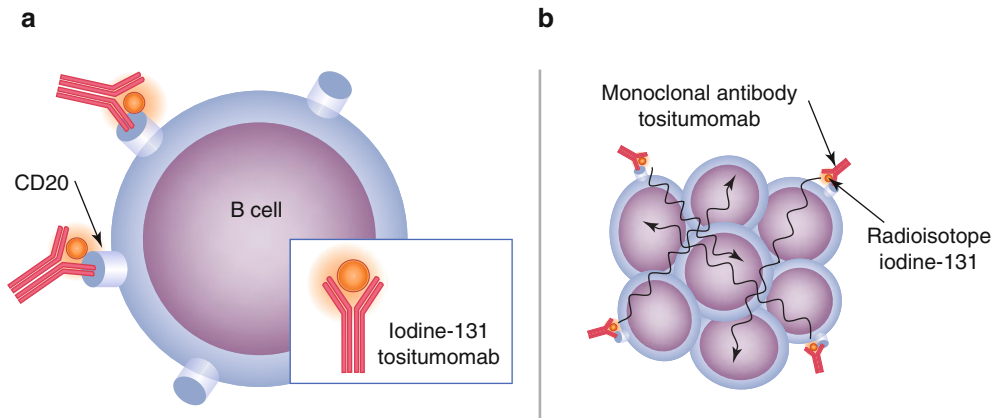 a
CD20
B cell
Iodine-131
tositumomab
b
Monoclonal antibody
tositumomab
Radioisotope
iodine-131